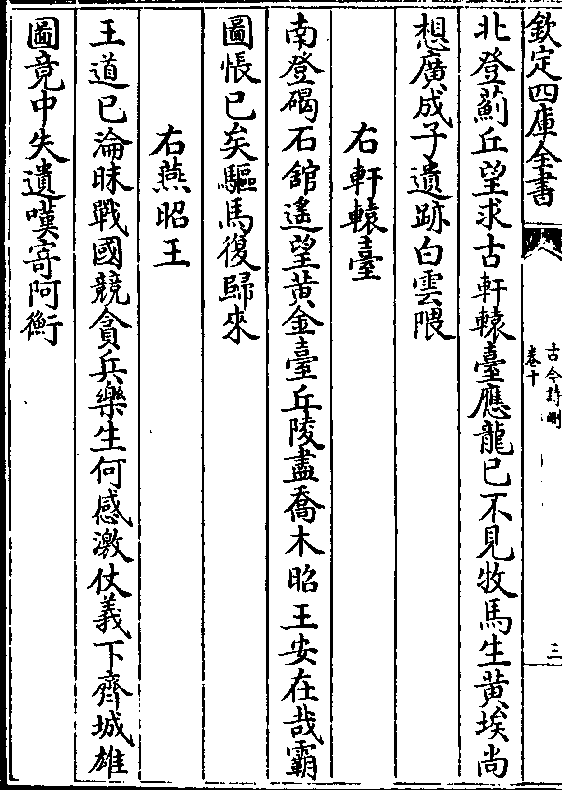 欽定四庫全書
古今詩刪
卷十
三
北登薊丘望求古軒轅臺應龍已不見牧馬生黃埃尚
想廣成子遺跡白雲隈
右軒轅臺
南登碣石館遙望黃金臺丘陵盡喬木昭王安在哉霸
圖悵已矣驅馬復歸來
右燕昭王
王道已淪昧戰國競貪兵樂生何感激仗義下齊城雄
圖竟中夭遺嘆寄阿衡